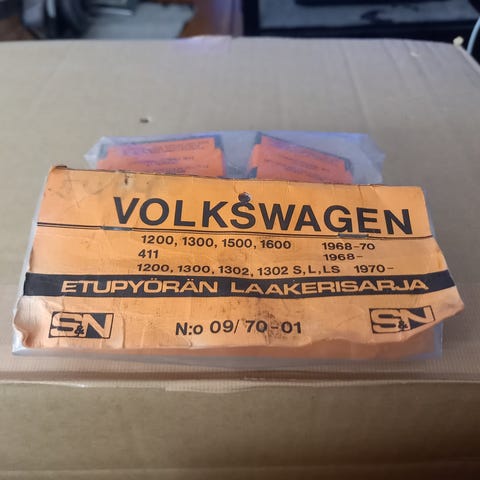 VOLKSWAGEN
1200, 1300, 1500, 1600 1968-70
411 1968-
1200, 1300, 1302, 1302 S, L, LS 1970-
ETUPYÖRÄN LAAKERISARJA
S&N N:o 09/70-01 S&N